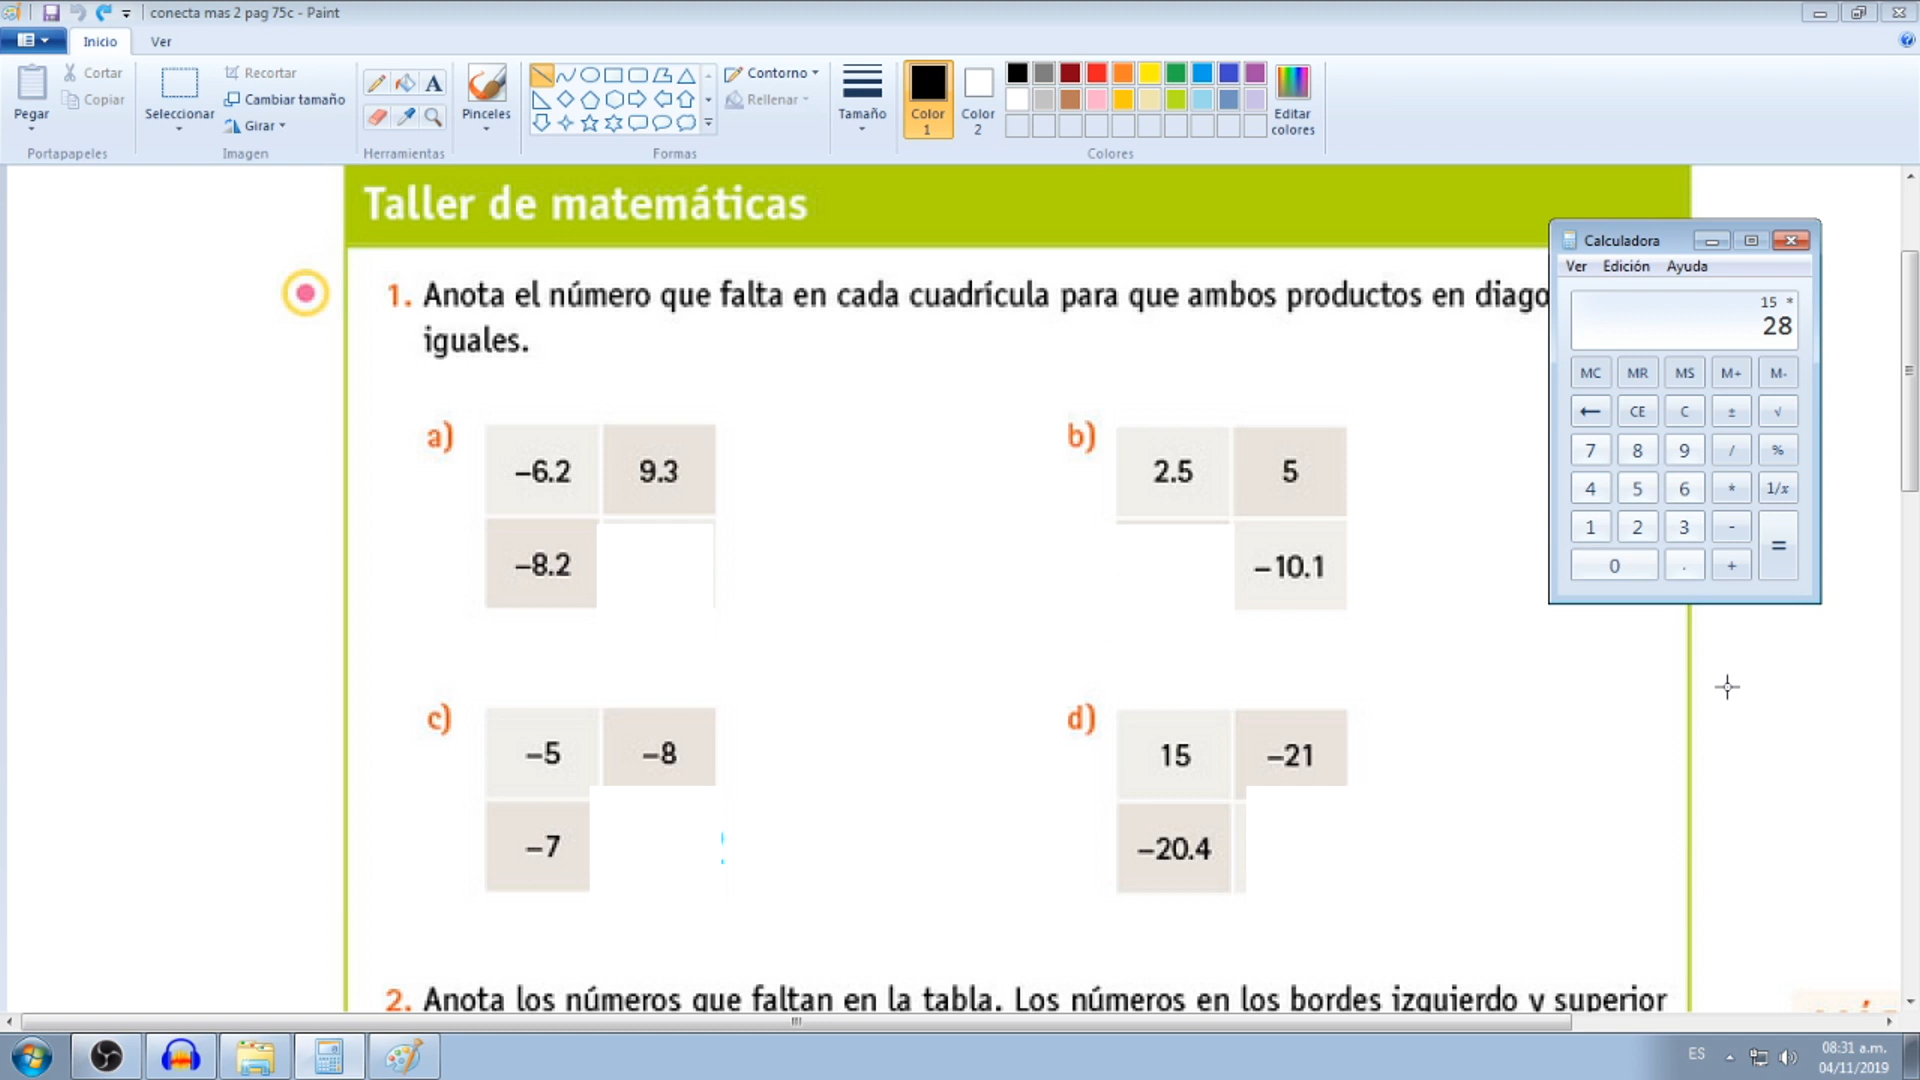 conecta mas 2 pag 75c - Paint
Inicio Ver
Pegar
Cortar
Copiar
Portapapeles
Seleccionar
Recortar
Cambiar tamaño
Girar
Imagen
A
Herramientas
Pinceles
Formas
Contorno
Rellenar
Tamaño
Color
1
Color
2
Editar
colores
Colores
Taller de matemáticas
1. Anota el número que falta en cada cuadrícula para que ambos productos en diago
iguales.
a)
–6.2 9.3
–8.2
b)
2.5 5
–10.1
c)
–5 –8
–7
d)
15 –21
–20.4
2. Anota los números que faltan en la tabla. Los números en los bordes izquierdo y superior
Calculadora
Ver Edición Ayuda
15 *
28
MC MR MS M+ M-
← CE C ± √
7 8 9 / %
4 5 6 * 1/x
1 2 3 - =
0 . +
ES
08:31 a.m.
04/11/2019